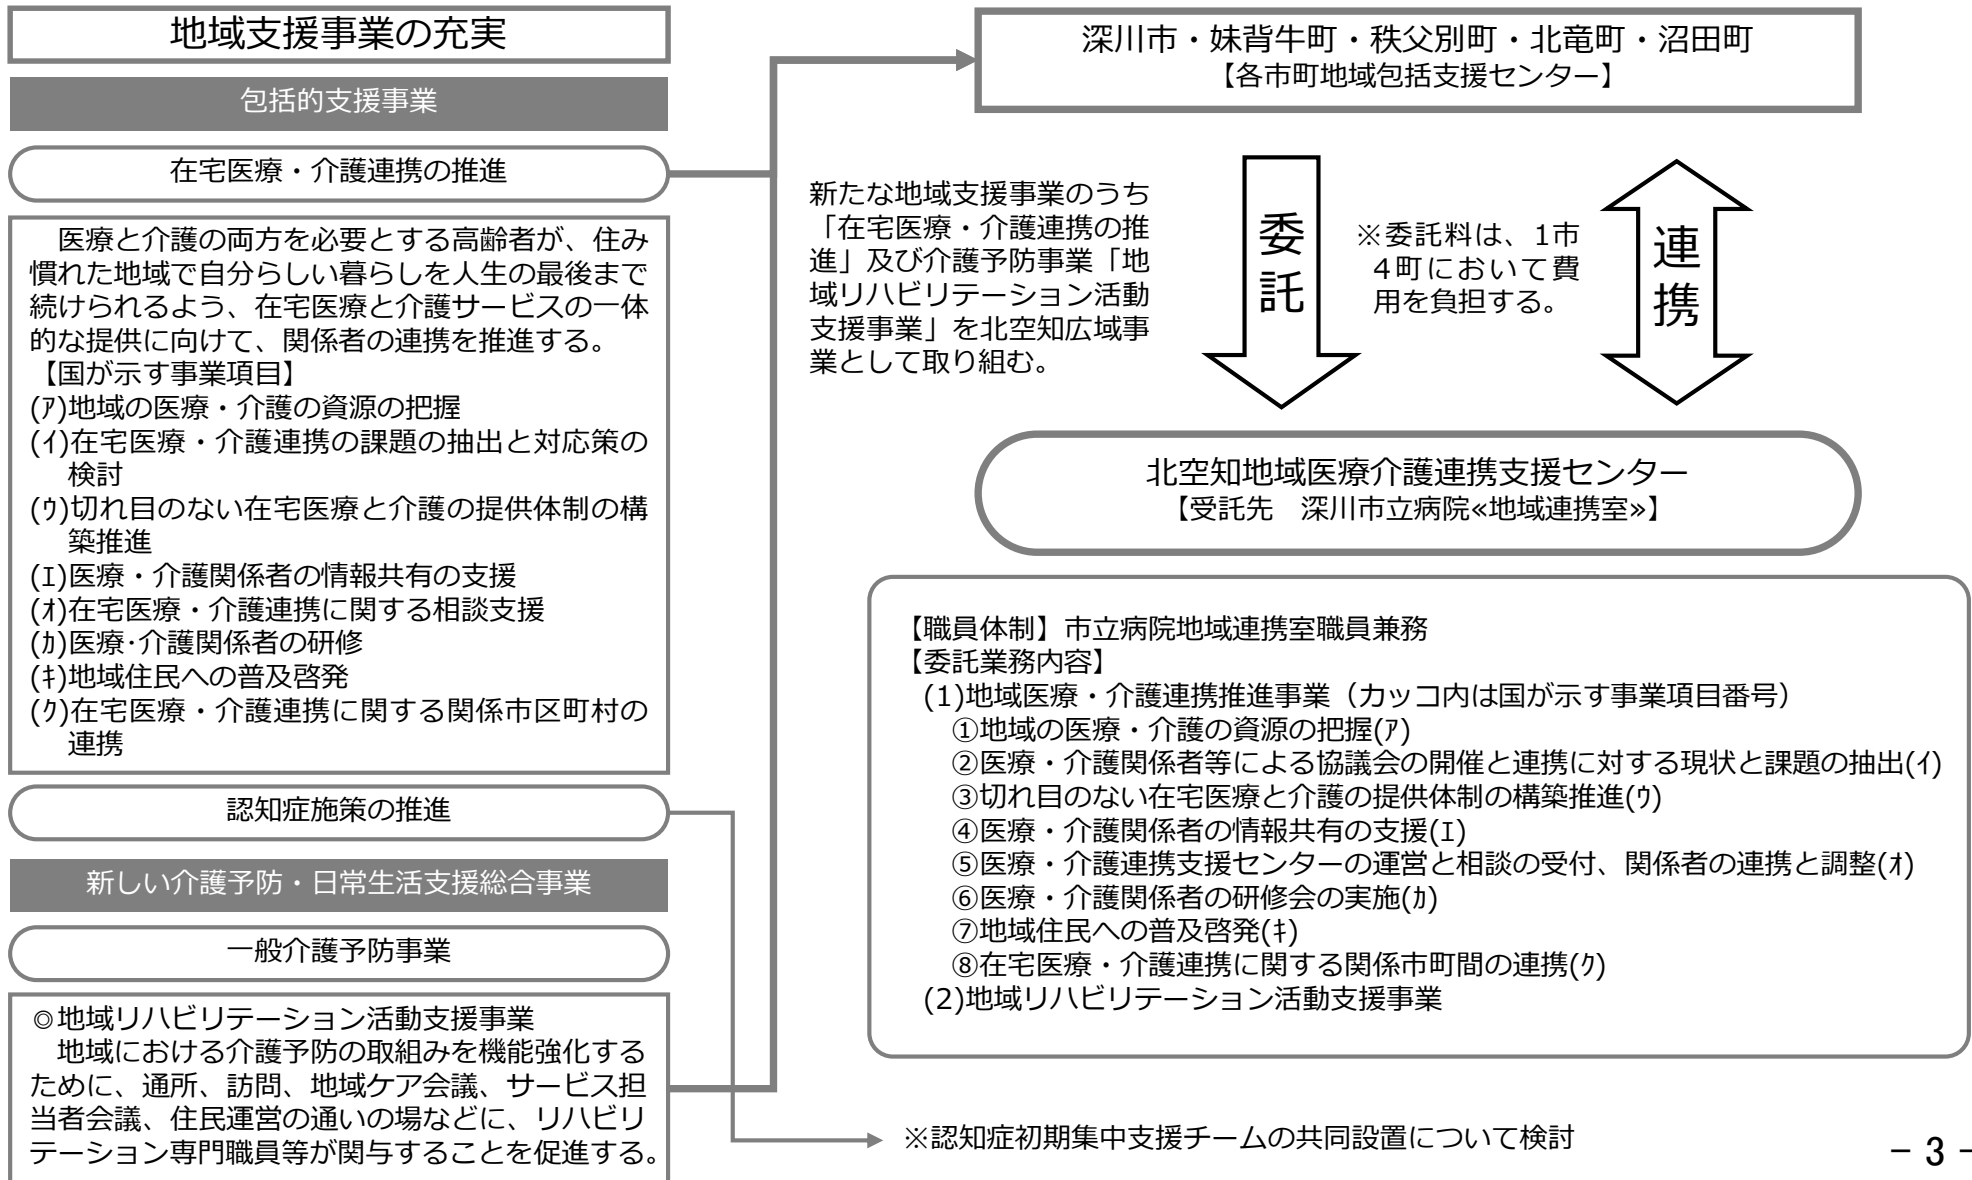 地域支援事業の充実
包括的支援事業
在宅医療・介護連携の推進
　医療と介護の両方を必要とする高齢者が、住み
慣れた地域で自分らしい暮らしを人生の最後まで
続けられるよう、在宅医療と介護サービスの一体
的な提供に向けて、関係者の連携を推進する。
【国が示す事業項目】
(ｱ)地域の医療・介護の資源の把握
(ｲ)在宅医療・介護連携の課題の抽出と対応策の
検討
(ｳ)切れ目のない在宅医療と介護の提供体制の構
築推進
(ｴ)医療・介護関係者の情報共有の支援
(ｵ)在宅医療・介護連携に関する相談支援
(ｶ)医療･介護関係者の研修
(ｷ)地域住民への普及啓発
(ｸ)在宅医療・介護連携に関する関係市区町村の
連携
認知症施策の推進
新しい介護予防・日常生活支援総合事業
一般介護予防事業
◎地域リハビリテーション活動支援事業
　地域における介護予防の取組みを機能強化する
ために、通所、訪問、地域ケア会議、サービス担
当者会議、住民運営の通いの場などに、リハビリ
テーション専門職員等が関与することを促進する。
深川市・妹背牛町・秩父別町・北竜町・沼田町
【各市町地域包括支援センター】
新たな地域支援事業のうち
「在宅医療・介護連携の推
進」及び介護予防事業「地
域リハビリテーション活動
支援事業」を北空知広域事
業として取り組む。
委託
※委託料は、1市
4町において費
用を負担する。
連携
北空知地域医療介護連携支援センター
【受託先　深川市立病院«地域連携室»】
【職員体制】市立病院地域連携室職員兼務
【委託業務内容】
(1)地域医療・介護連携推進事業（カッコ内は国が示す事業項目番号）
①地域の医療・介護の資源の把握(ｱ)
②医療・介護関係者等による協議会の開催と連携に対する現状と課題の抽出(ｲ)
③切れ目のない在宅医療と介護の提供体制の構築推進(ｳ)
④医療・介護関係者の情報共有の支援(ｴ)
⑤医療・介護連携支援センターの運営と相談の受付、関係者の連携と調整(ｵ)
⑥医療・介護関係者の研修会の実施(ｶ)
⑦地域住民への普及啓発(ｷ)
⑧在宅医療・介護連携に関する関係市町間の連携(ｸ)
(2)地域リハビリテーション活動支援事業
※認知症初期集中支援チームの共同設置について検討
－３－